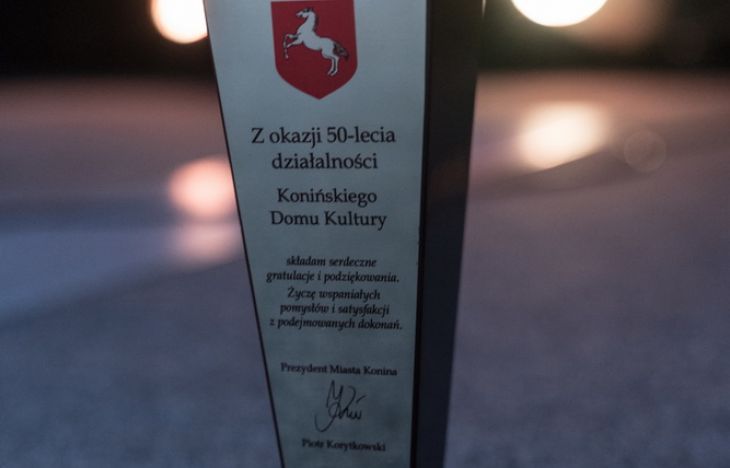 Z okazji 50-lecia
działalności
Konińskiego
Domu Kultury
składam serdeczne
gratulacje i podziękowania.
Życzę wspaniałych
pomysłów i satysfakcji
z podejmowanych dokonań.
Prezydent Miasta Konina
Piotr Korytkowski